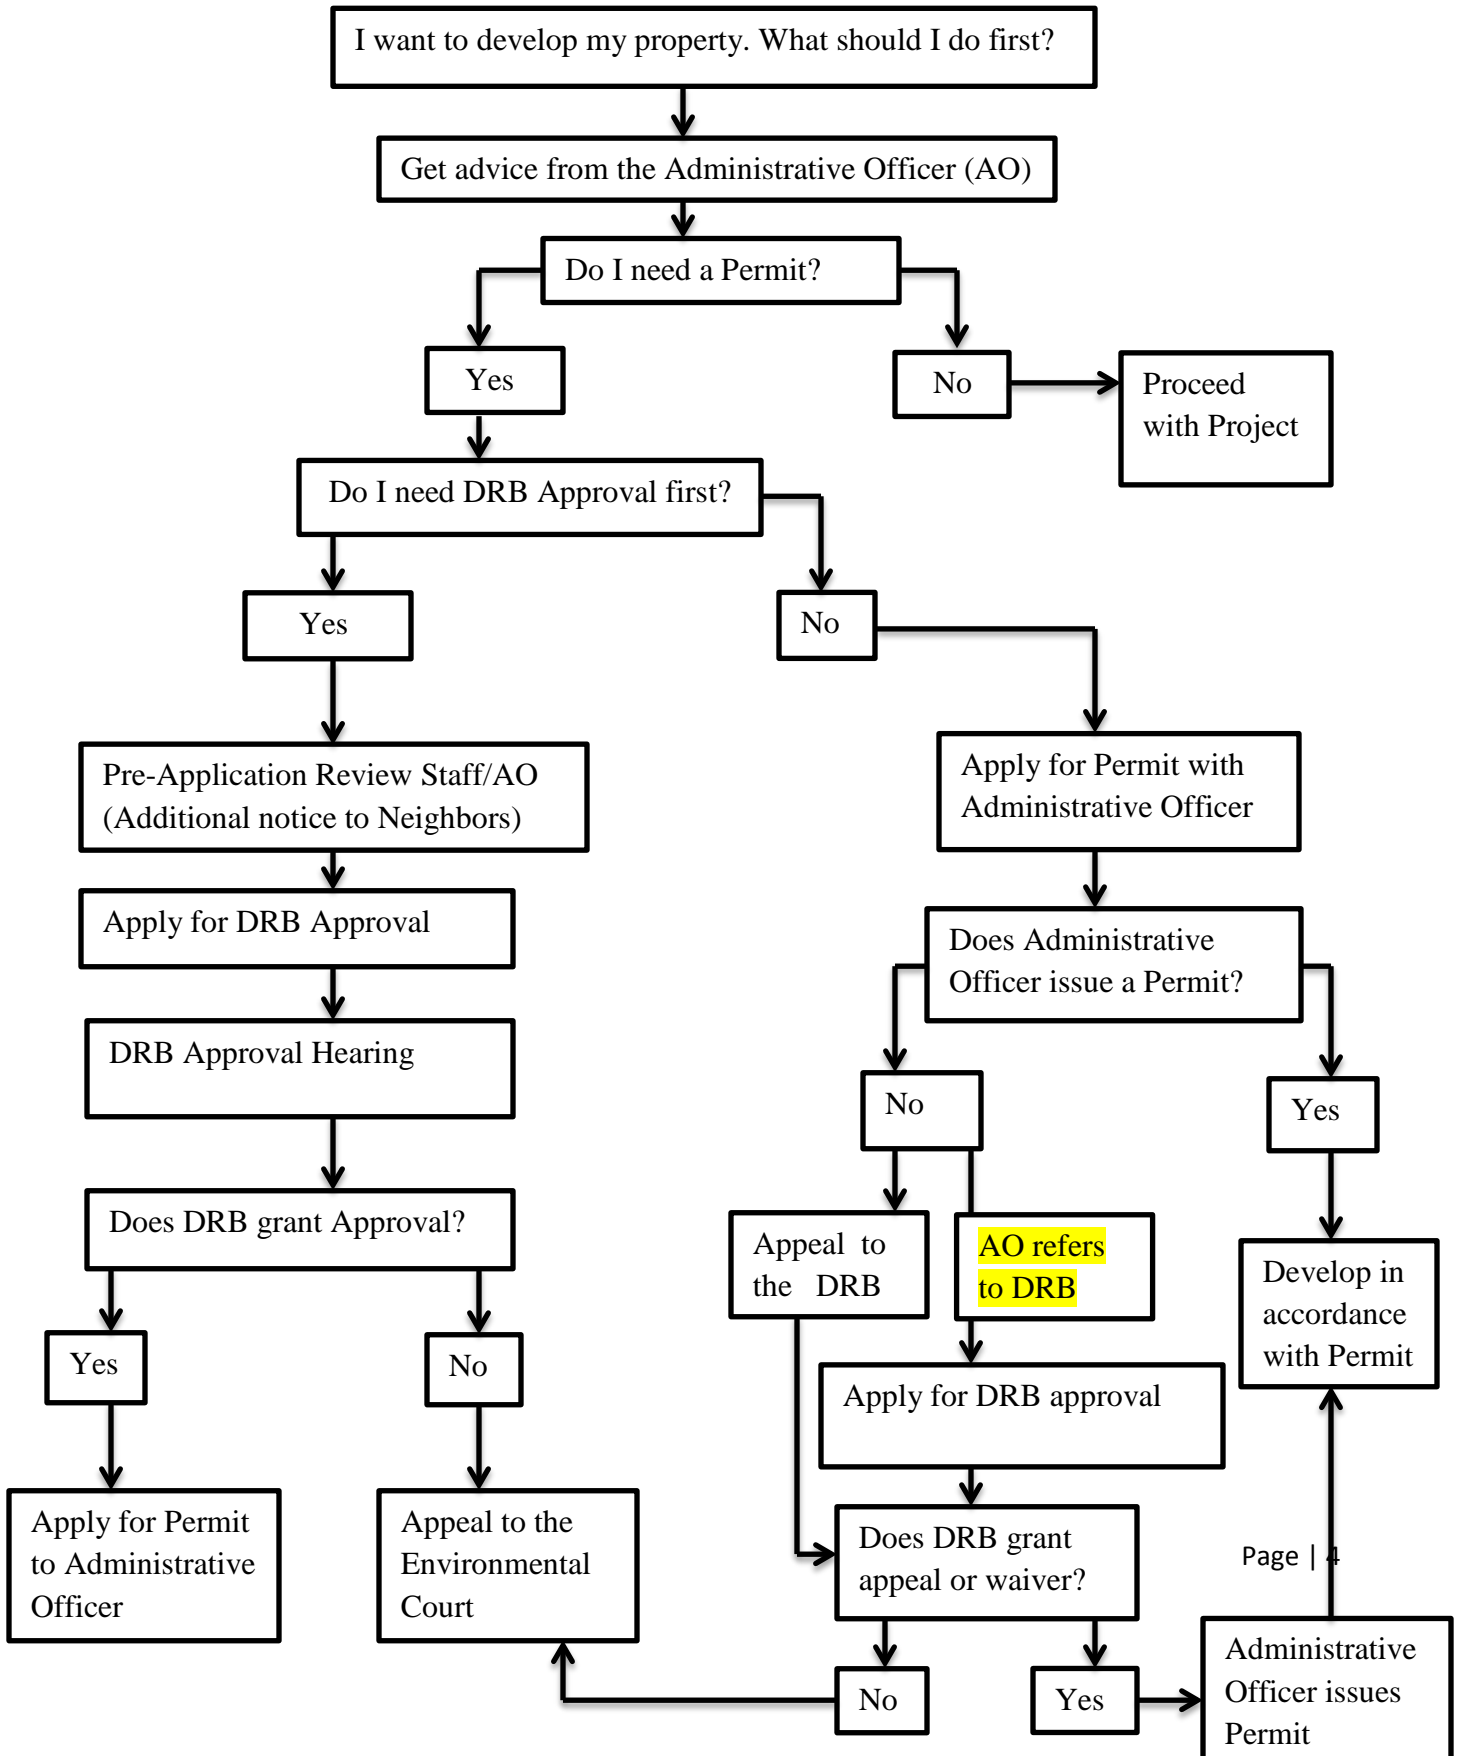 I want to develop my property. What should I do first?
Get advice from the Administrative Officer (AO)
Do I need a Permit?
Yes
No
Proceed
with Project
Do I need DRB Approval first?
Yes
No
Pre-Application Review Staff/AO
(Additional notice to Neighbors)
Apply for Permit with
Administrative Officer
Apply for DRB Approval
Does Administrative
Officer issue a Permit?
DRB Approval Hearing
No
Yes
Does DRB grant Approval?
Appeal to
the DRB
AO refers
to DRB
Develop in
accordance
with Permit
Yes
No
Apply for DRB approval
Apply for Permit
to Administrative
Officer
Appeal to the
Environmental
Court
Does DRB grant
appeal or waiver?
Page | 4
No
Yes
Administrative
Officer issues
Permit